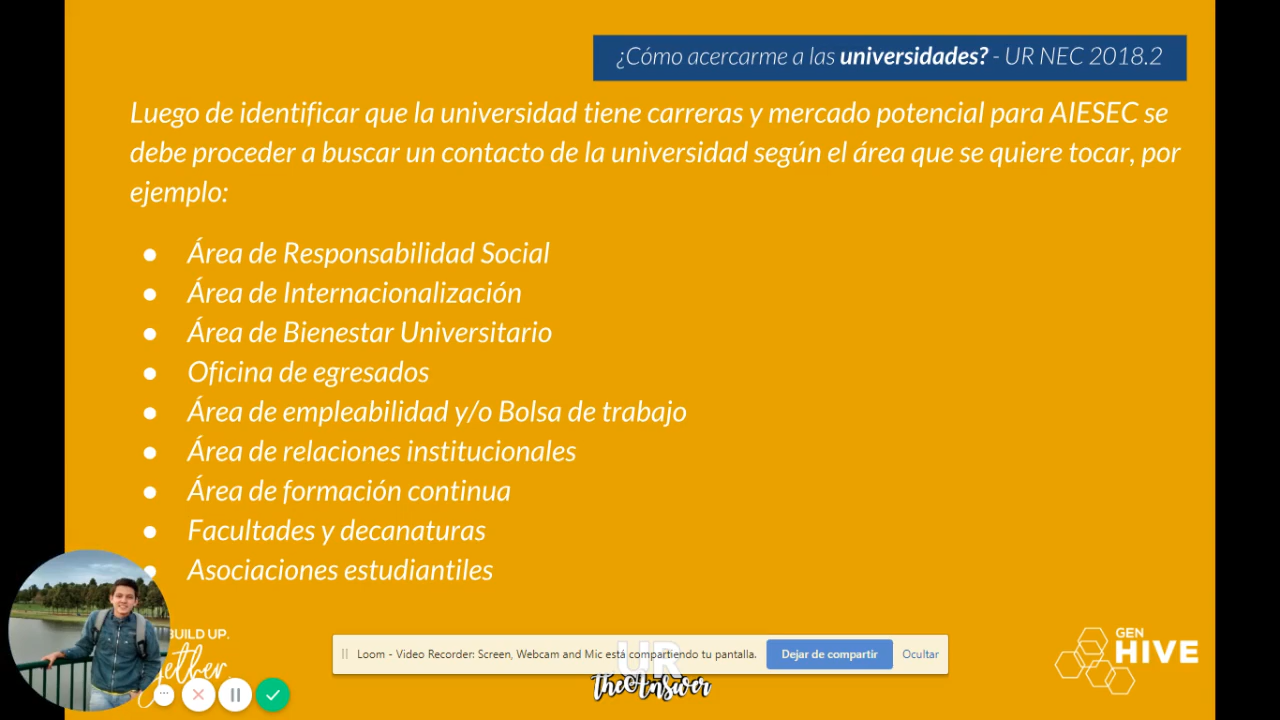 ¿Cómo acercarme a las universidades? - UR NEC 2018.2
Luego de identificar que la universidad tiene carreras y mercado potencial para AIESEC se
debe proceder a buscar un contacto de la universidad según el área que se quiere tocar, por
ejemplo:
● Área de Responsabilidad Social
● Área de Internacionalización
● Área de Bienestar Universitario
● Oficina de egresados
● Área de empleabilidad y/o Bolsa de trabajo
● Área de relaciones institucionales
● Área de formación continua
● Facultades y decanaturas
● Asociaciones estudiantiles
BUILD UP.
Loom - Video Recorder: Screen, Webcam and Mic está compartiendo tu pantalla.
Dejar de compartir
Ocultar
UR
The Answer
GEN
HIVE